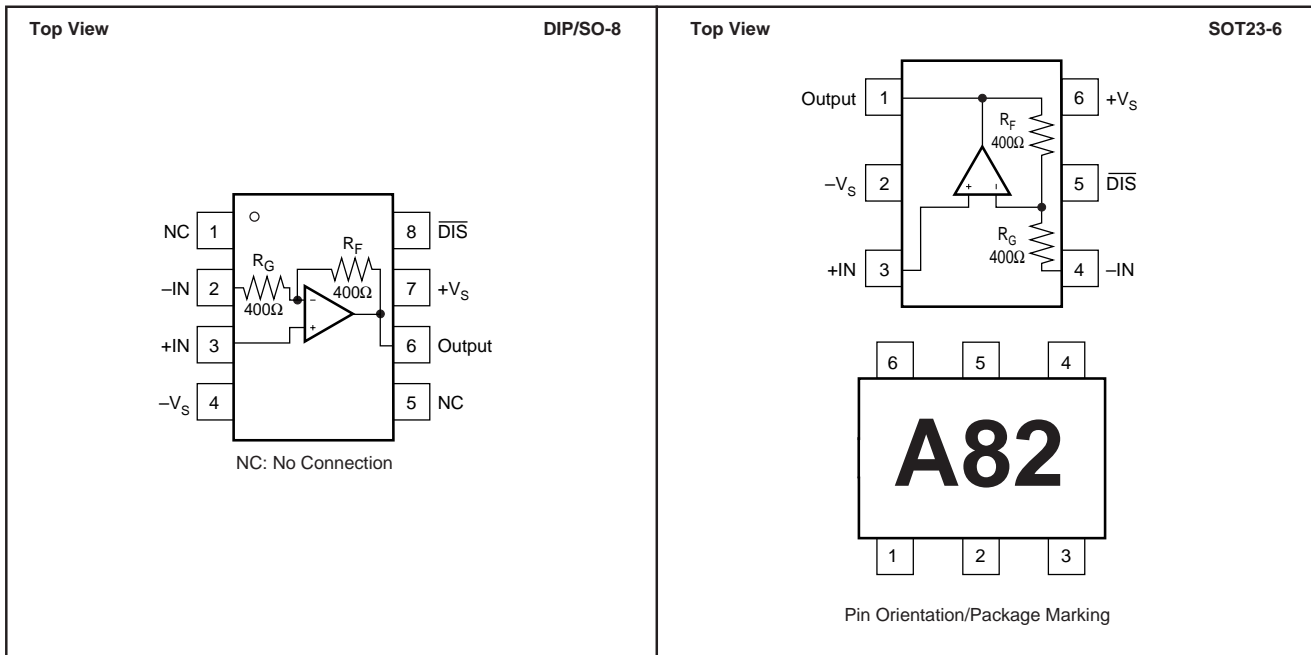 Top View
DIP/SO-8
NC 1
8 DIS
R_G
R_F
–IN 2
400Ω
400Ω
7 +V_S
−
+
+IN 3
6 Output
–V_S 4
5 NC
NC: No Connection
Top View
SOT23-6
Output 1
6 +V_S
R_F
400Ω
–V_S 2
5 DIS
+ −
R_G
400Ω
+IN 3
4 –IN
6 5 4
A82
1 2 3
Pin Orientation/Package Marking